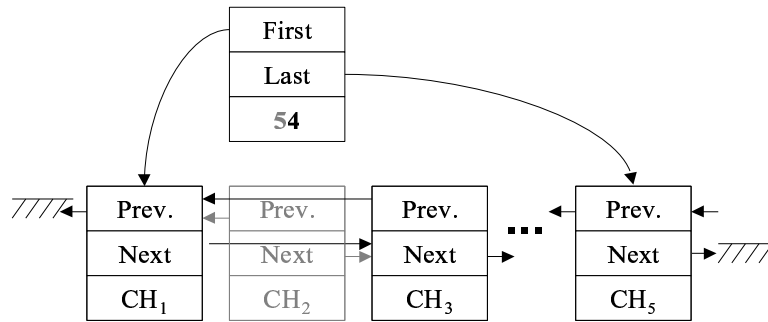 First
Last
54
Prev. Prev. Prev. Prev.
Next Next Next Next
CH₁ CH₂ CH₃ CH₅